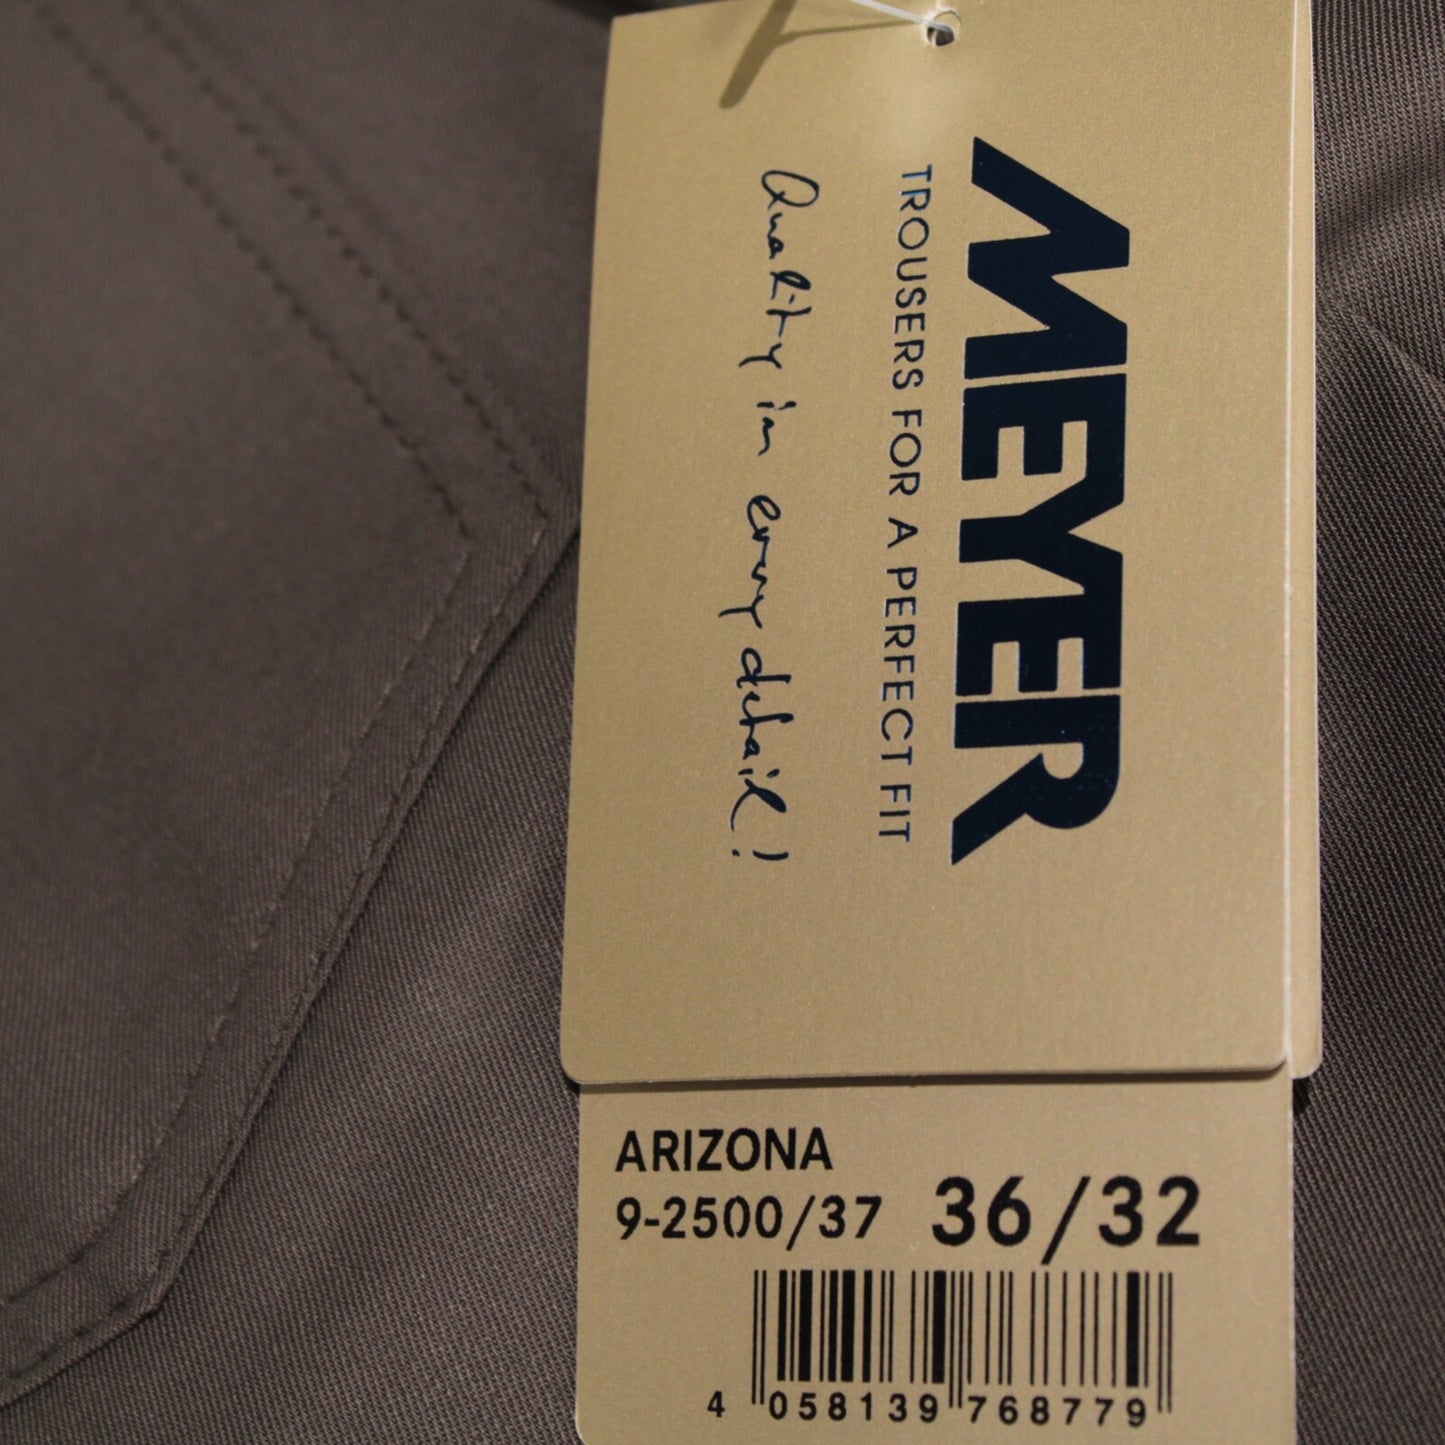 MEYER
TROUSERS FOR A PERFECT FIT
Quality in every detail!
ARIZONA
9-2500/37 36/32
4 058139 768779